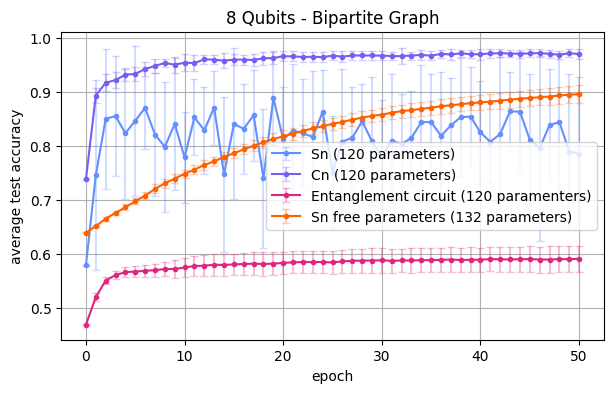 8 Qubits - Bipartite Graph
average test accuracy
1.0
0.9
0.8
0.7
0.6
0.5
Sn (120 parameters)
Cn (120 parameters)
Entanglement circuit (120 paramenters)
Sn free parameters (132 parameters)
0
10
20
30
40
50
epoch